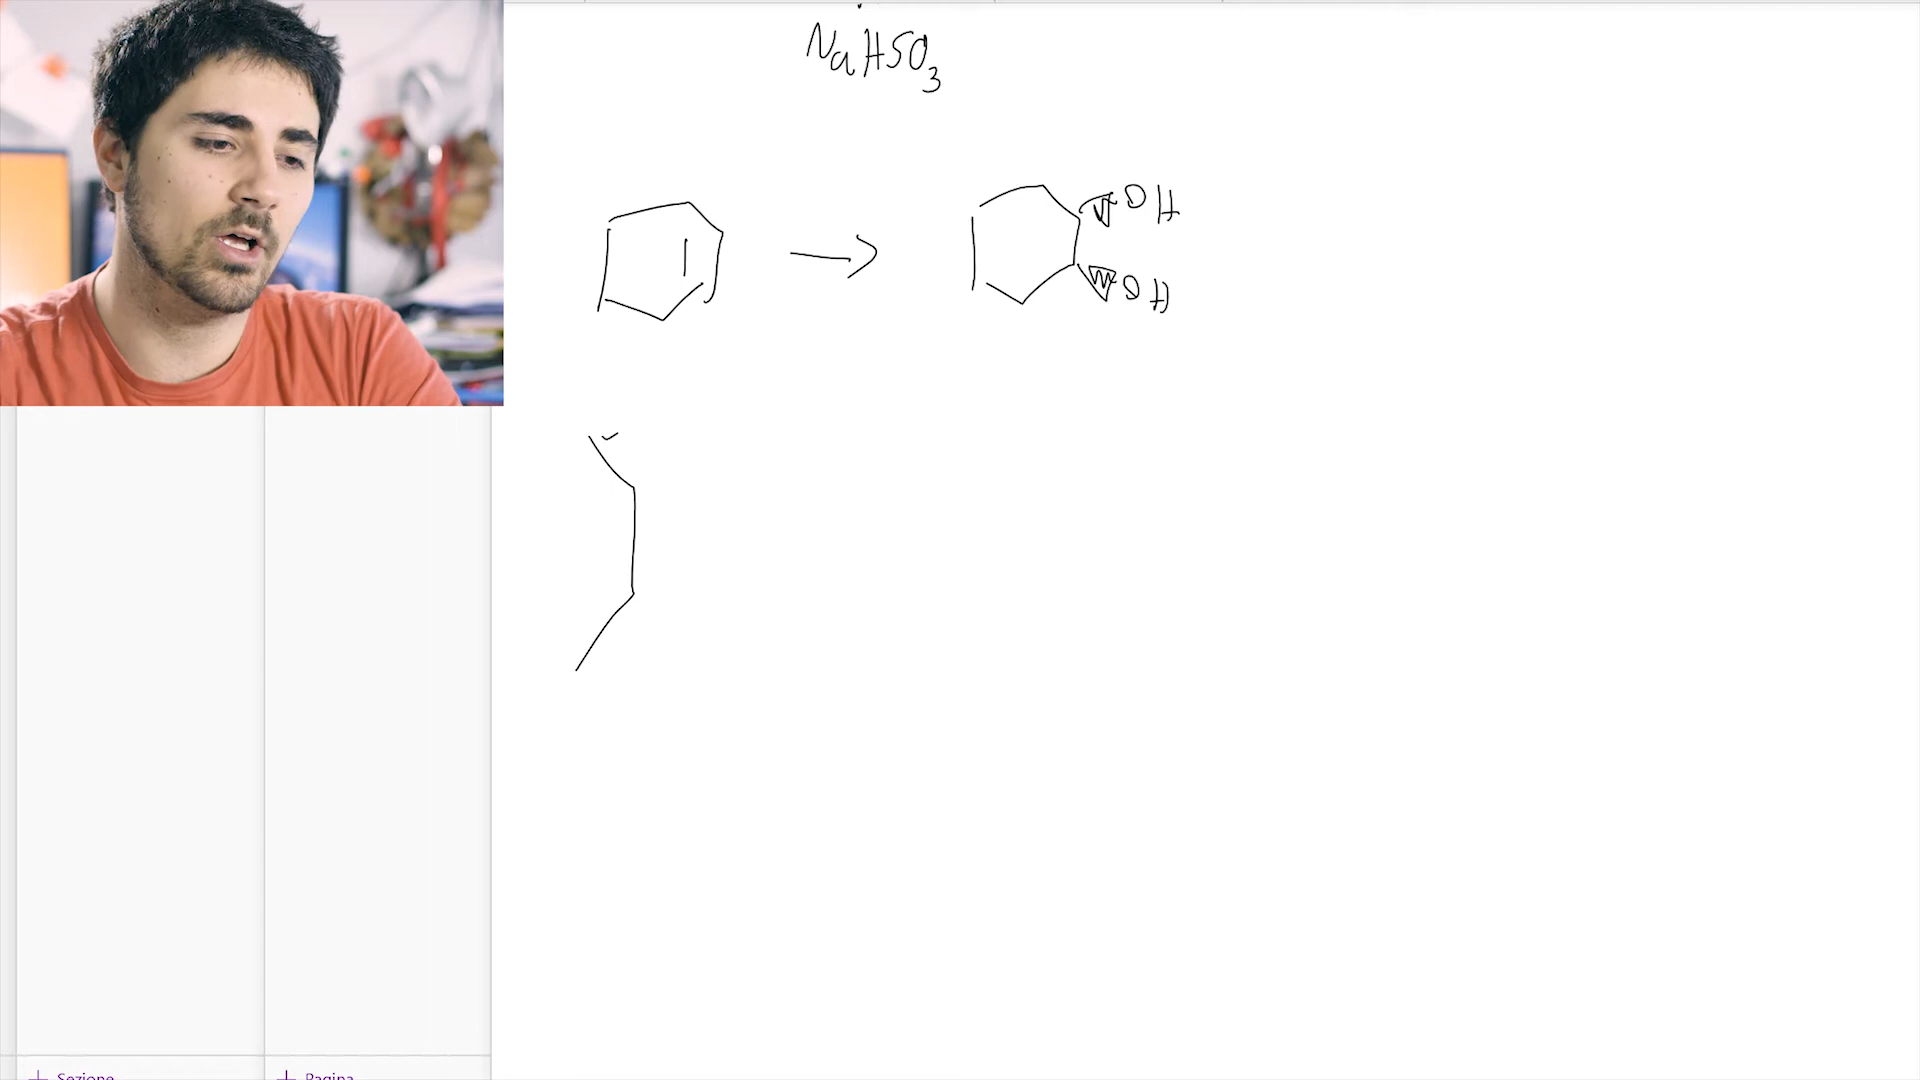 NaHSO3
OH
OH
+ Sezione
+ Pagina